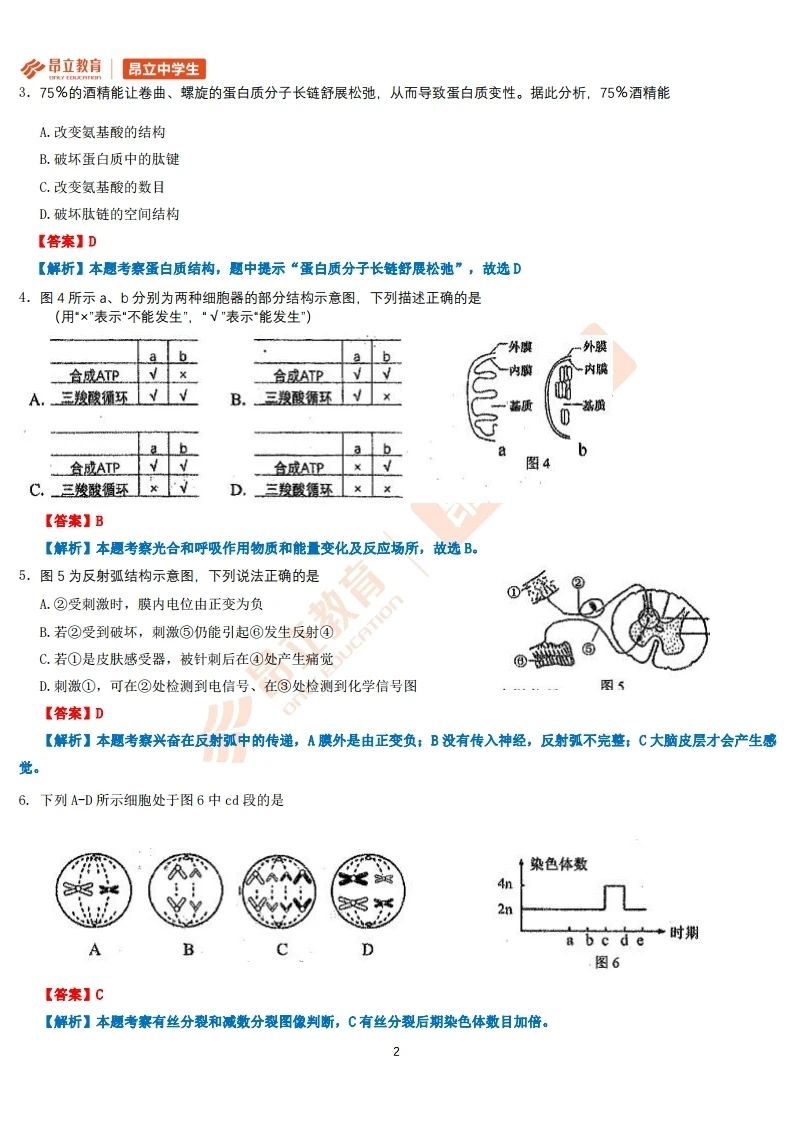 昂立教育 昂立中学生
ONLY EDUCATION
3．75％的酒精能让卷曲、螺旋的蛋白质分子长链舒展松弛，从而导致蛋白质变性。据此分析，75％酒精能
A.改变氨基酸的结构
B.破坏蛋白质中的肽键
C.改变氨基酸的数目
D.破坏肽链的空间结构
【答案】D
【解析】本题考察蛋白质结构，题中提示“蛋白质分子长链舒展松弛”，故选 D
4．图 4 所示 a、b 分别为两种细胞器的部分结构示意图，下列描述正确的是
（用“×”表示“不能发生”，“√”表示“能发生”）
a b
合成ATP √ ×
A. 三羧酸循环 √ √
a b
合成ATP √ √
B. 三羧酸循环 √ ×
外膜
内膜
基质
a
外膜
内膜
基质
b
图 4
a b
合成ATP √ √
C. 三羧酸循环 × √
a b
合成ATP × √
D. 三羧酸循环 × ×
【答案】B
【解析】本题考察光合和呼吸作用物质和能量变化及反应场所，故选 B。
5．图 5 为反射弧结构示意图，下列说法正确的是
A.②受刺激时，膜内电位由正变为负
B.若②受到破坏，刺激⑤仍能引起⑥发生反射④
C.若①是皮肤感受器，被针刺后在④处产生痛觉
D.刺激①，可在②处检测到电信号、在③处检测到化学信号图
① ②
⑥ ⑤
图 5
【答案】D
【解析】本题考察兴奋在反射弧中的传递，A 膜外是由正变负；B 没有传入神经，反射弧不完整；C 大脑皮层才会产生感
觉。
6. 下列 A-D 所示细胞处于图 6 中 cd 段的是
A B C D
染色体数
4n
2n
a b c d e 时期
图 6
【答案】C
【解析】本题考察有丝分裂和减数分裂图像判断，C 有丝分裂后期染色体数目加倍。
2
昂立教育
ONLY EDUCATION